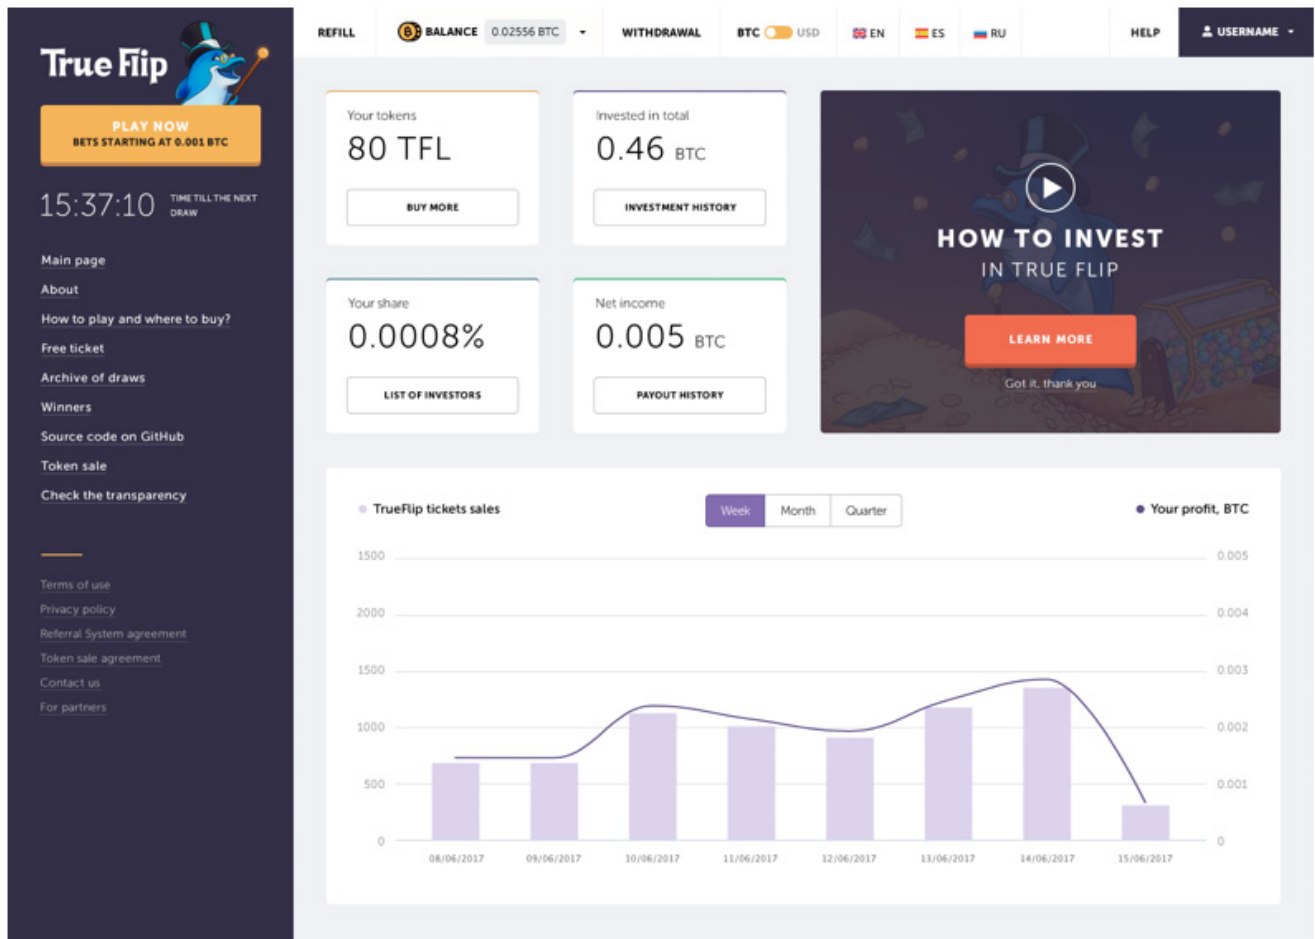 True Flip
PLAY NOW
BETS STARTING AT 0.001 BTC
15:37:10
TIME TILL THE NEXT
DRAW
Main page
About
How to play and where to buy?
Free ticket
Archive of draws
Winners
Source code on GitHub
Token sale
Check the transparency
Terms of use
Privacy policy
Referral System agreement
Token sale agreement
Contact us
For partners
REFILL
BALANCE 0.02556 BTC
WITHDRAWAL
BTC USD
EN
ES
RU
HELP
USERNAME
Your tokens
80 TFL
BUY MORE
Invested in total
0.46 BTC
INVESTMENT HISTORY
Your share
0.0008%
LIST OF INVESTORS
Net income
0.005 BTC
PAYOUT HISTORY
HOW TO INVEST
IN TRUE FLIP
LEARN MORE
Got it, thank you
TrueFlip tickets sales
Week Month Quarter
Your profit, BTC
1500 0.005
2000 0.004
1500 0.003
1000 0.002
500 0.001
0 0
08/06/2017 09/06/2017 10/06/2017 11/06/2017 12/06/2017 13/06/2017 14/06/2017 15/06/2017